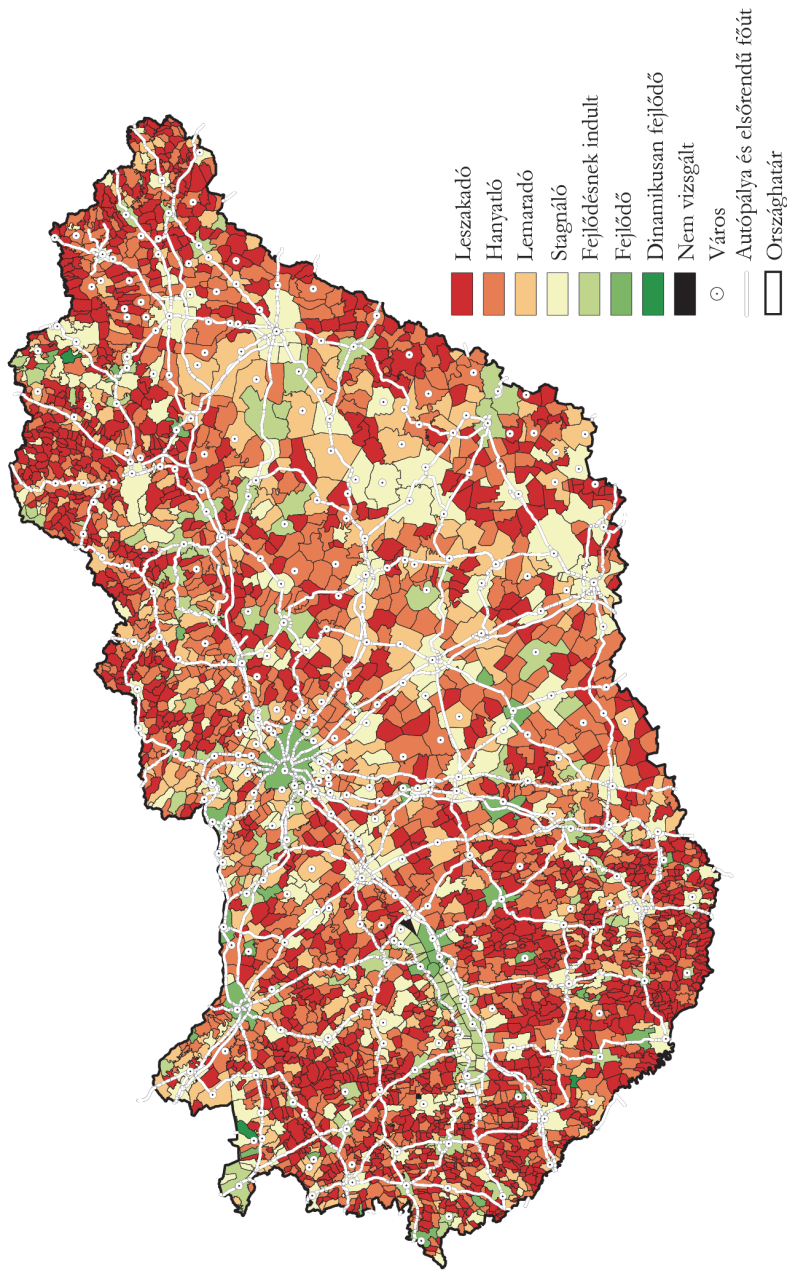 Leszakadó
Hanyatló
Lemaradó
Stagnáló
Fejlődésnek indult
Fejlődő
Dinamikusan fejlődő
Nem vizsgált
Város
Autópálya és elsőrendű főút
Országhatár